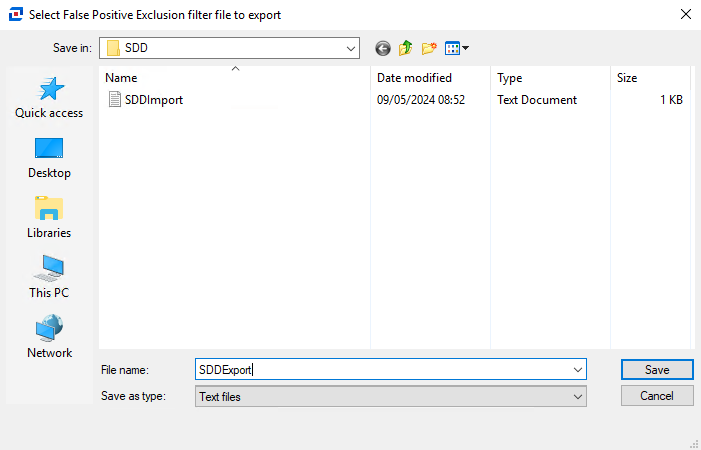 Select False Positive Exclusion filter file to export
Save in: SDD
Name Date modified Type Size
SDDImport 09/05/2024 08:52 Text Document 1 KB
Quick access
Desktop
Libraries
This PC
Network
File name: SDDExport Save
Save as type: Text files Cancel